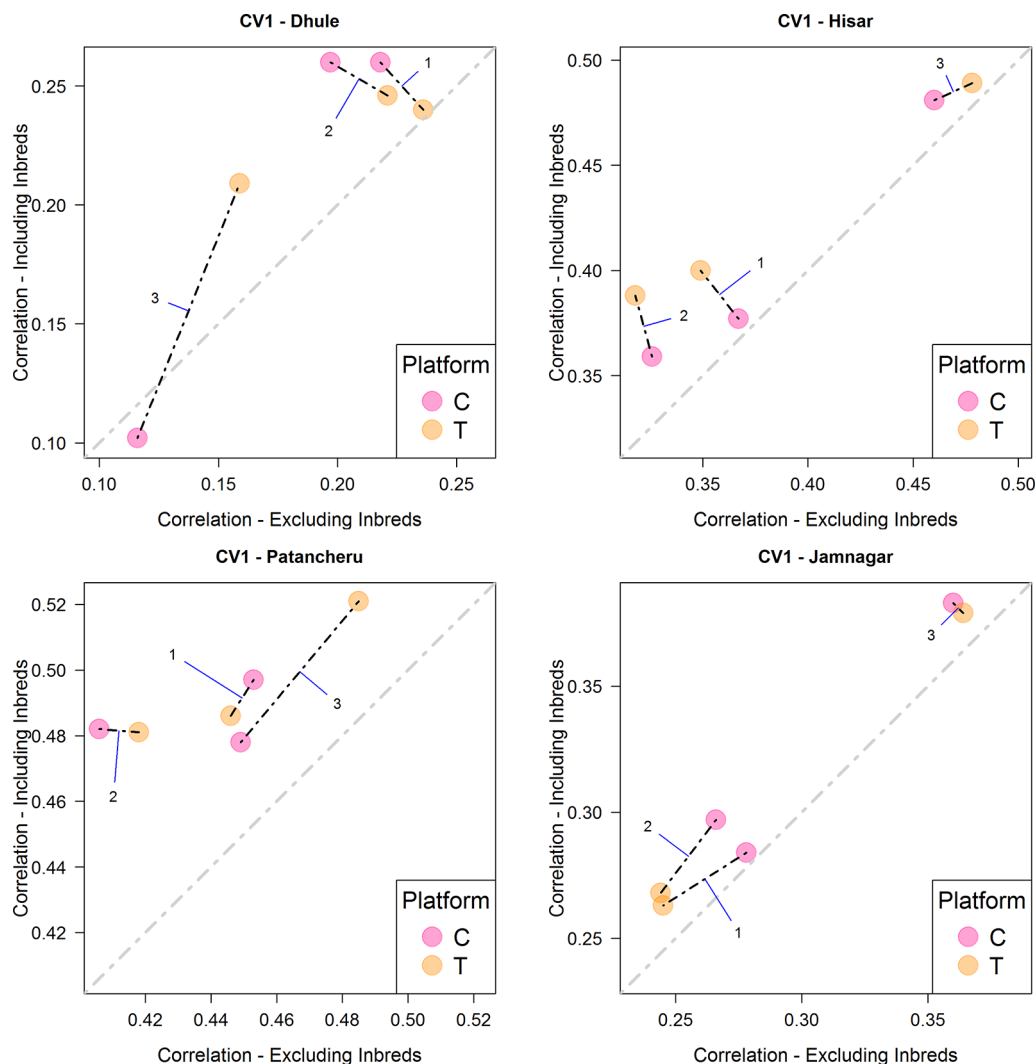 CV1 - Dhule
Correlation - Including Inbreds
0.25
0.20
0.15
0.10
1
2
3
Platform
C
T
0.10 0.15 0.20 0.25
Correlation - Excluding Inbreds
CV1 - Hisar
Correlation - Including Inbreds
0.50
0.45
0.40
0.35
3
1
2
Platform
C
T
0.35 0.40 0.45 0.50
Correlation - Excluding Inbreds
CV1 - Patancheru
Correlation - Including Inbreds
0.52
0.50
0.48
0.46
0.44
0.42
1
3
2
Platform
C
T
0.42 0.44 0.46 0.48 0.50 0.52
Correlation - Excluding Inbreds
CV1 - Jamnagar
Correlation - Including Inbreds
0.35
0.30
0.25
3
2
1
Platform
C
T
0.25 0.30 0.35
Correlation - Excluding Inbreds